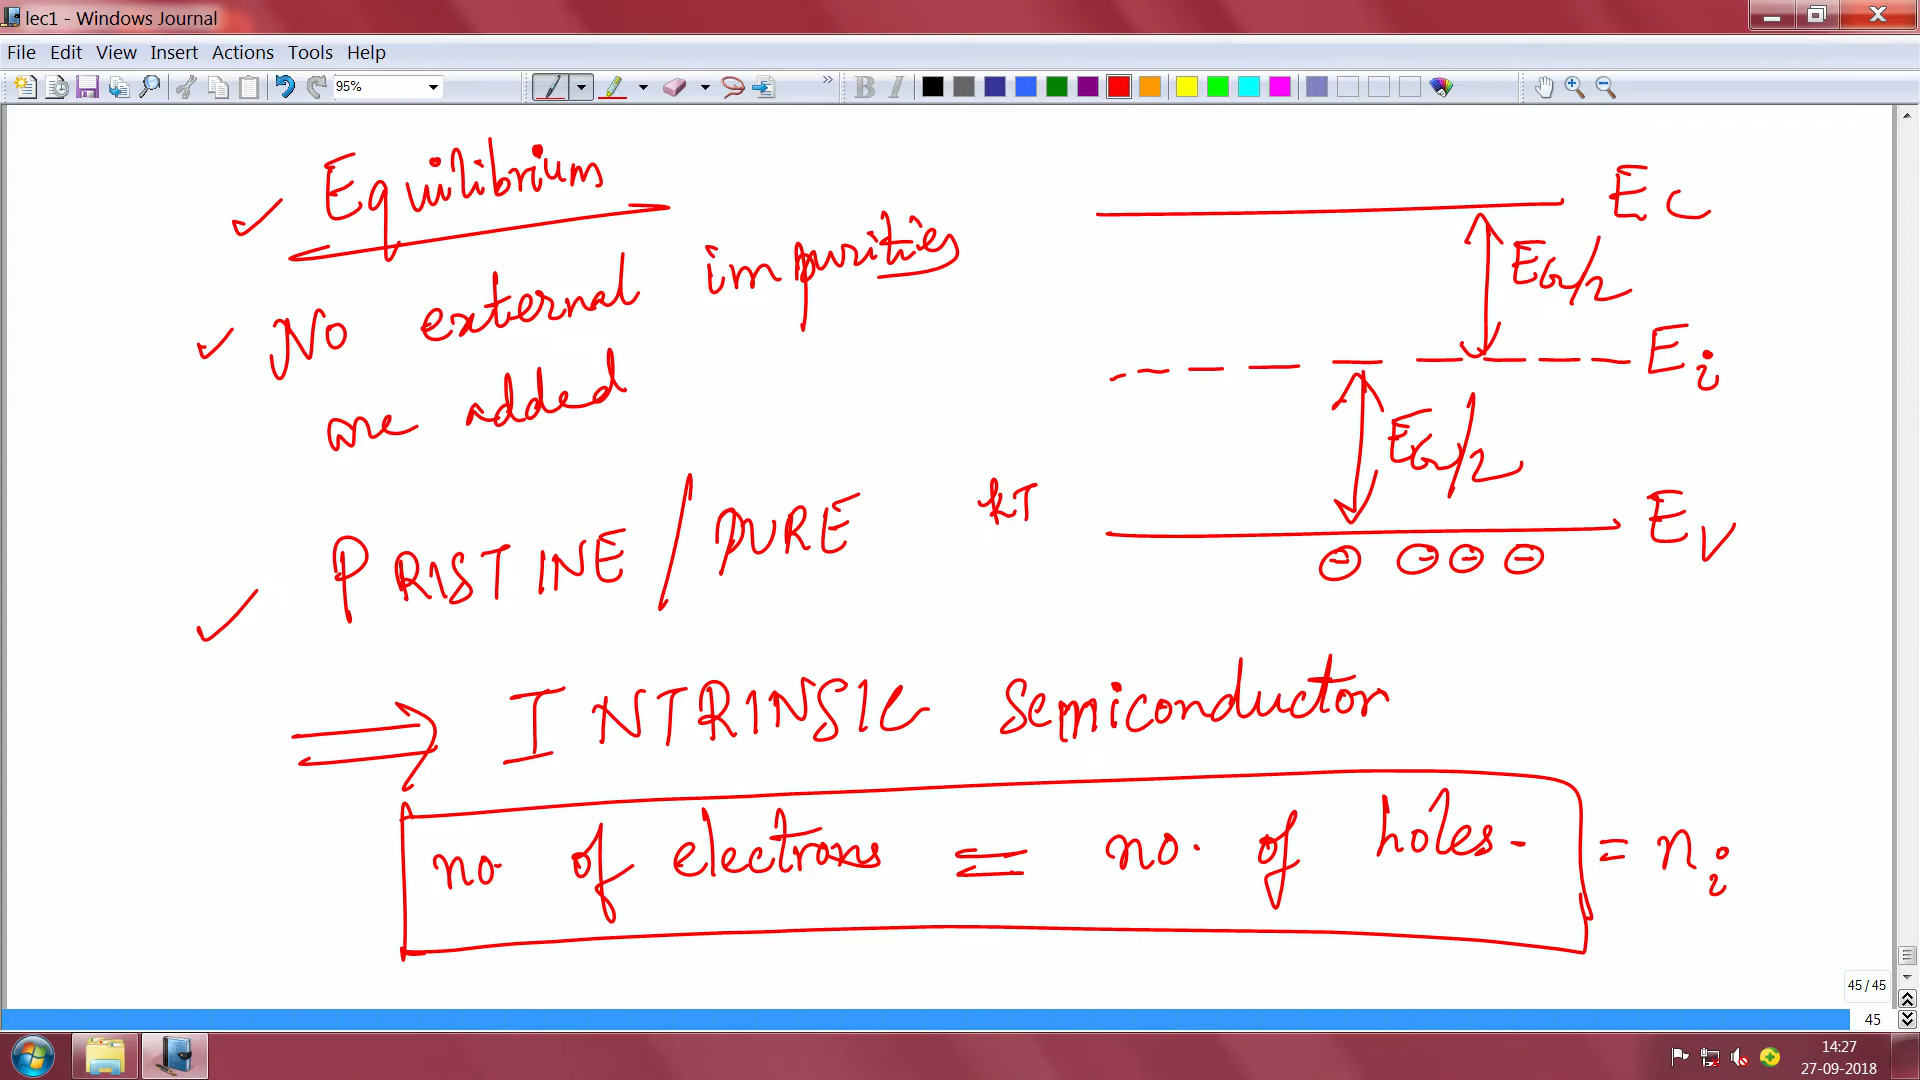 lec1 - Windows Journal
File Edit View Insert Actions Tools Help
95%
B I
Equilibrium
No external impurities
are added
PRISTINE / PURE
kT
EC
EG/2
Ei
EG/2
EV
⊖ ⊖ ⊖ ⊖
⇒ INTRINSIC Semiconductor
no. of electrons = no. of holes. = ni
45 / 45
45
14:27
27-09-2018